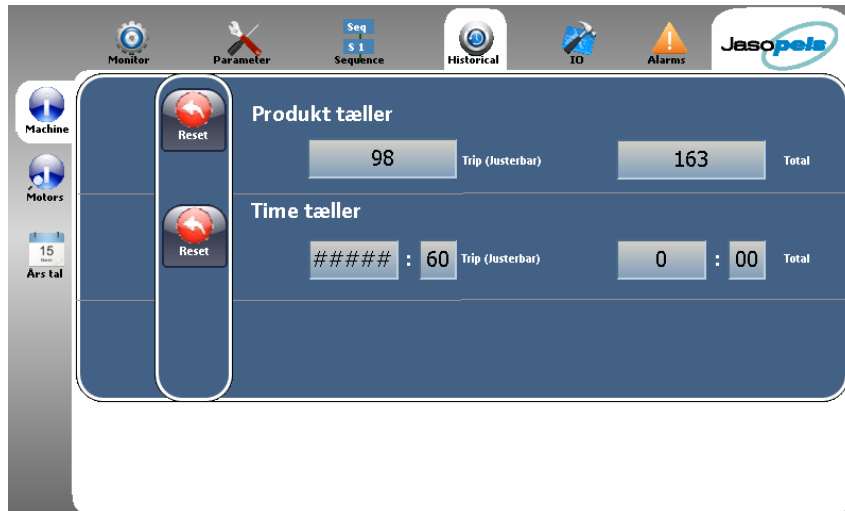 Seq
S 1
Monitor Parameter Sequence Historical IO Alarms Jasopels
Machine
Reset
Produkt tæller
98 Trip (Justerbar) 163 Total
Motors
Reset
Time tæller
##### : 60 Trip (Justerbar) 0 : 00 Total
15
Års tal